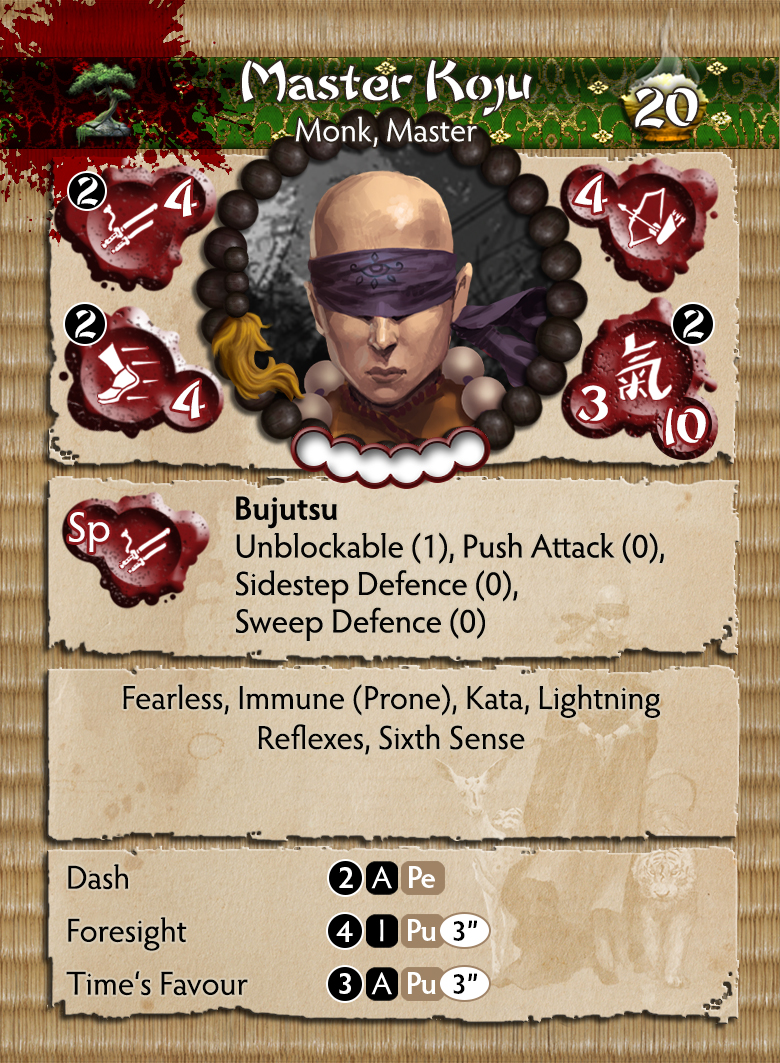 Master Koju
20
Monk, Master
2 4
4
2 4
氣
2
3 10
Sp
Bujutsu
Unblockable (1), Push Attack (0),
Sidestep Defence (0),
Sweep Defence (0)
Fearless, Immune (Prone), Kata, Lightning
Reflexes, Sixth Sense
Dash 2 A Pe
Foresight 4 I Pu 3”
Time's Favour 3 A Pu 3”